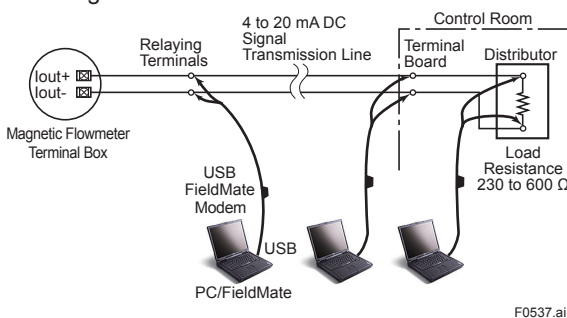 4 to 20 mA DC
Signal
Transmission Line
Control Room
Relaying
Terminals
Terminal
Board
Distributor
Iout+
Iout-
Magnetic Flowmeter
Terminal Box
Load
Resistance
230 to 600 Ω
USB
FieldMate
Modem
USB
PC/FieldMate
F0537.ai